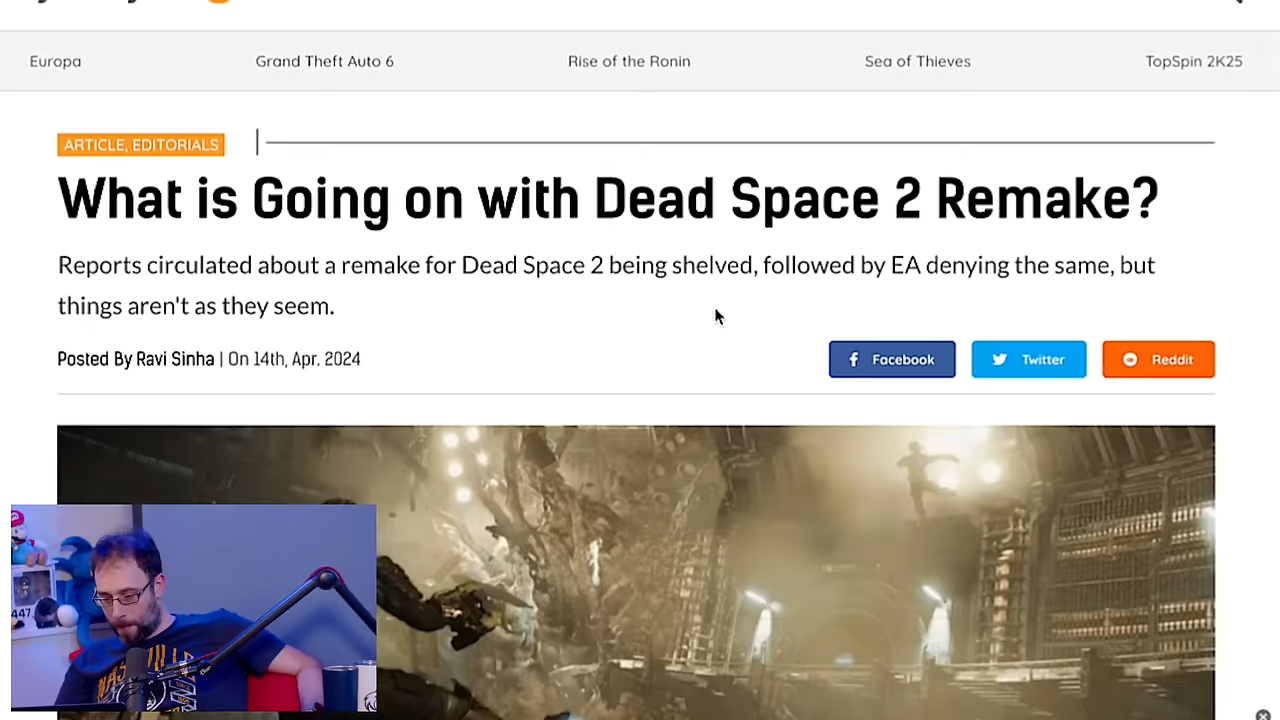 Europa
Grand Theft Auto 6
Rise of the Ronin
Sea of Thieves
TopSpin 2K25
ARTICLE, EDITORIALS
What is Going on with Dead Space 2 Remake?
Reports circulated about a remake for Dead Space 2 being shelved, followed by EA denying the same, but
things aren't as they seem.
Posted By Ravi Sinha | On 14th, Apr. 2024
Facebook
Twitter
Reddit
447